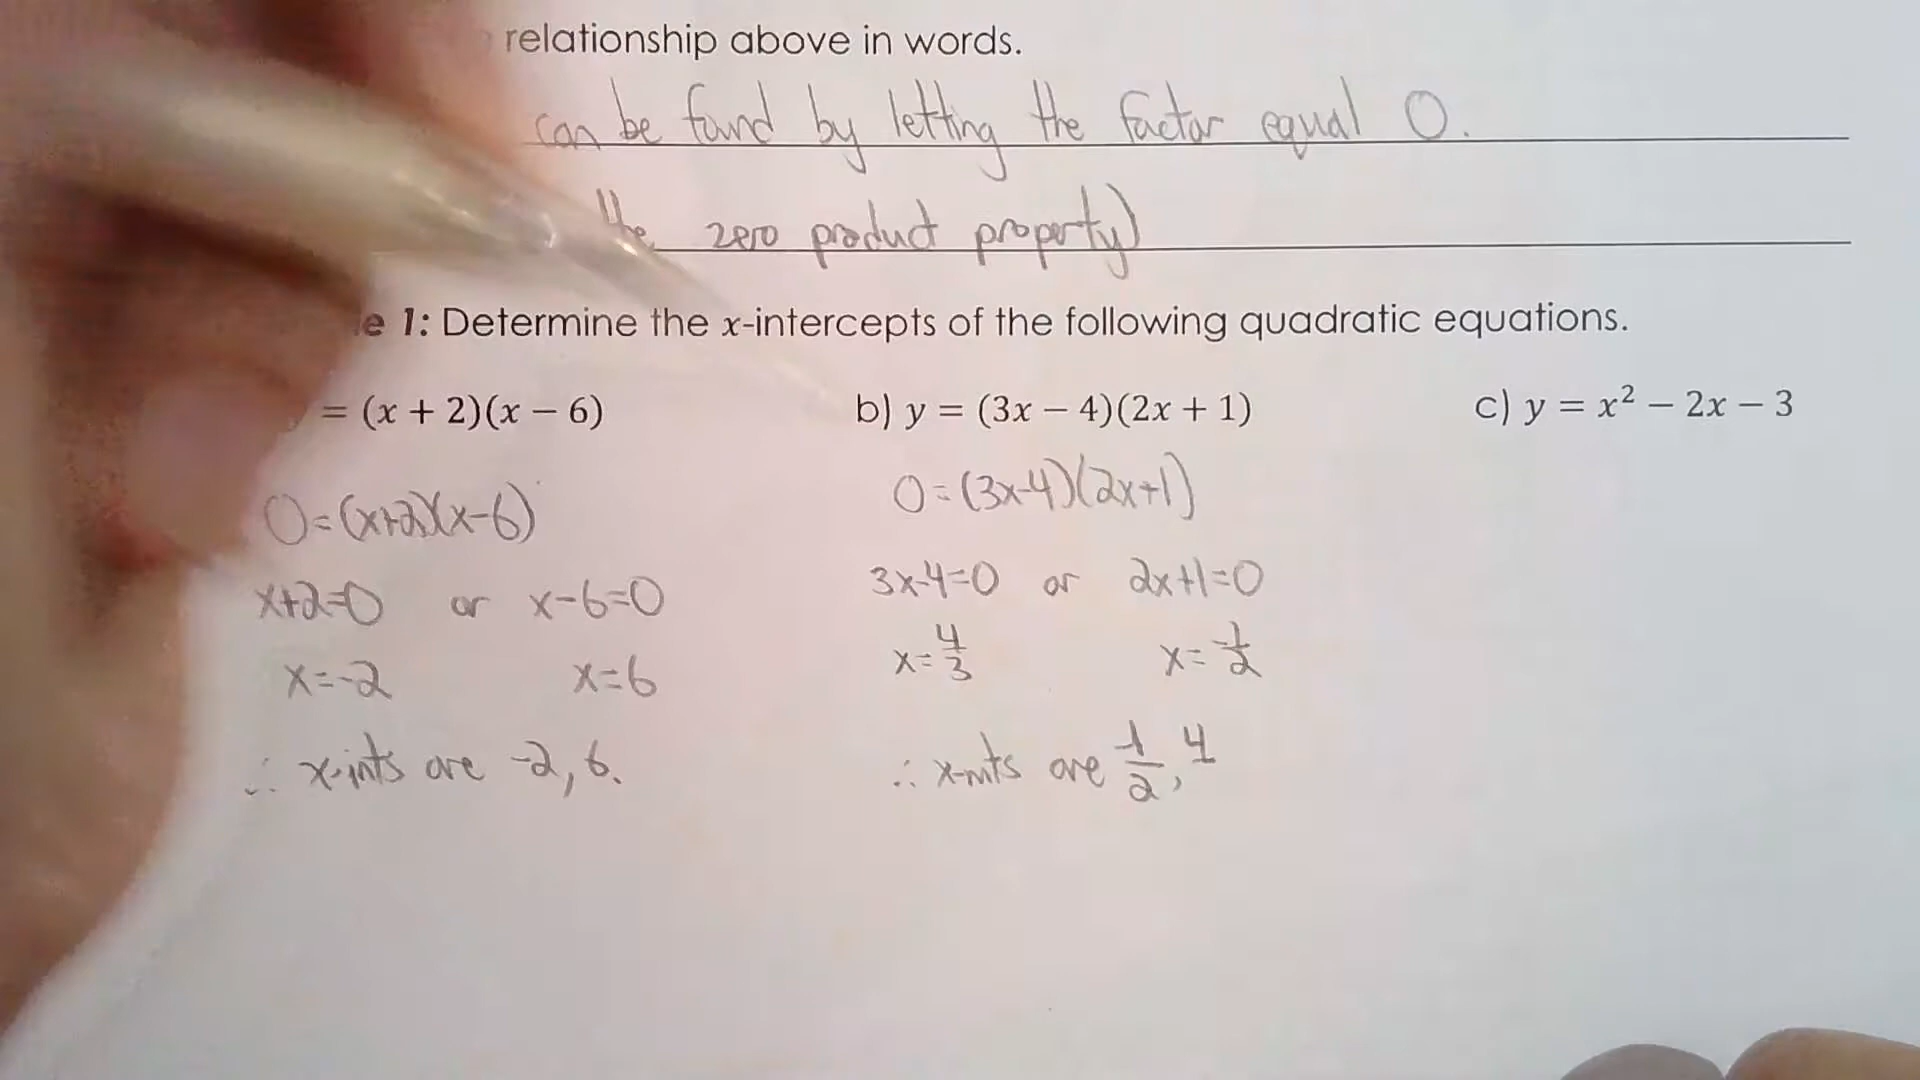 relationship above in words.
can be found by letting the factor equal 0.
the zero product property)
e 1: Determine the x-intercepts of the following quadratic equations.
= (x + 2)(x − 6) b) y = (3x − 4)(2x + 1) c) y = x² − 2x − 3
0=(x+2)(x-6) 0=(3x-4)(2x+1)
x+2=0 or x-6=0 3x-4=0 or 2x+1=0
x=-2 x=6 x=4/3 x=-1/2
∴ x-ints are -2, 6. ∴ x-ints are -1/2, 4